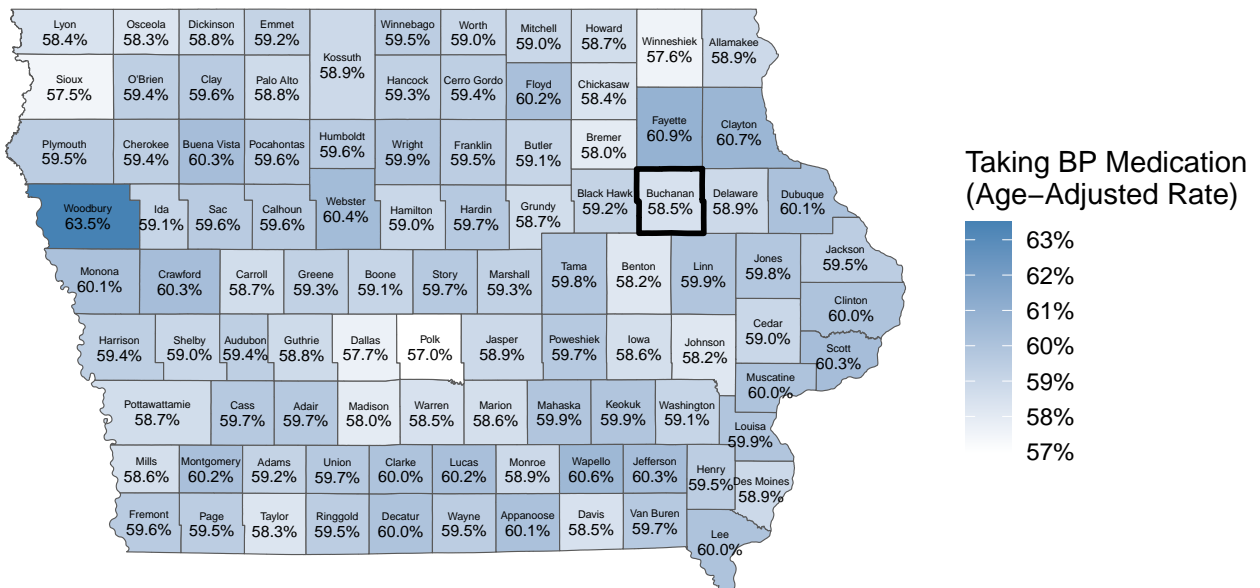 Lyon
58.4%
Osceola
58.3%
Dickinson
58.8%
Emmet
59.2%
Winnebago
59.5%
Worth
59.0%
Mitchell
59.0%
Howard
58.7%
Winneshiek
57.6%
Allamakee
58.9%
Kossuth
58.9%
Sioux
57.5%
O'Brien
59.4%
Clay
59.6%
Palo Alto
58.8%
Hancock
59.3%
Cerro Gordo
59.4%
Floyd
60.2%
Chickasaw
58.4%
Fayette
60.9%
Clayton
60.7%
Plymouth
59.5%
Cherokee
59.4%
Buena Vista
60.3%
Pocahontas
59.6%
Humboldt
59.6%
Wright
59.9%
Franklin
59.5%
Butler
59.1%
Bremer
58.0%
Woodbury
63.5%
Ida
59.1%
Sac
59.6%
Calhoun
59.6%
Webster
60.4%
Hamilton
59.0%
Hardin
59.7%
Grundy
58.7%
Black Hawk
59.2%
Buchanan
58.5%
Delaware
58.9%
Dubuque
60.1%
Monona
60.1%
Crawford
60.3%
Carroll
58.7%
Greene
59.3%
Boone
59.1%
Story
59.7%
Marshall
59.3%
Tama
59.8%
Benton
58.2%
Linn
59.9%
Jones
59.8%
Jackson
59.5%
Clinton
60.0%
Harrison
59.4%
Shelby
59.0%
Audubon
59.4%
Guthrie
58.8%
Dallas
57.7%
Polk
57.0%
Jasper
58.9%
Poweshiek
59.7%
Iowa
58.6%
Johnson
58.2%
Cedar
59.0%
Scott
60.3%
Muscatine
60.0%
Pottawattamie
58.7%
Cass
59.7%
Adair
59.7%
Madison
58.0%
Warren
58.5%
Marion
58.6%
Mahaska
59.9%
Keokuk
59.9%
Washington
59.1%
Louisa
59.9%
Mills
58.6%
Montgomery
60.2%
Adams
59.2%
Union
59.7%
Clarke
60.0%
Lucas
60.2%
Monroe
58.9%
Wapello
60.6%
Jefferson
60.3%
Henry
59.5%
Des Moines
58.9%
Fremont
59.6%
Page
59.5%
Taylor
58.3%
Ringgold
59.5%
Decatur
60.0%
Wayne
59.5%
Appanoose
60.1%
Davis
58.5%
Van Buren
59.7%
Lee
60.0%
Taking BP Medication
(Age−Adjusted Rate)
63%
62%
61%
60%
59%
58%
57%